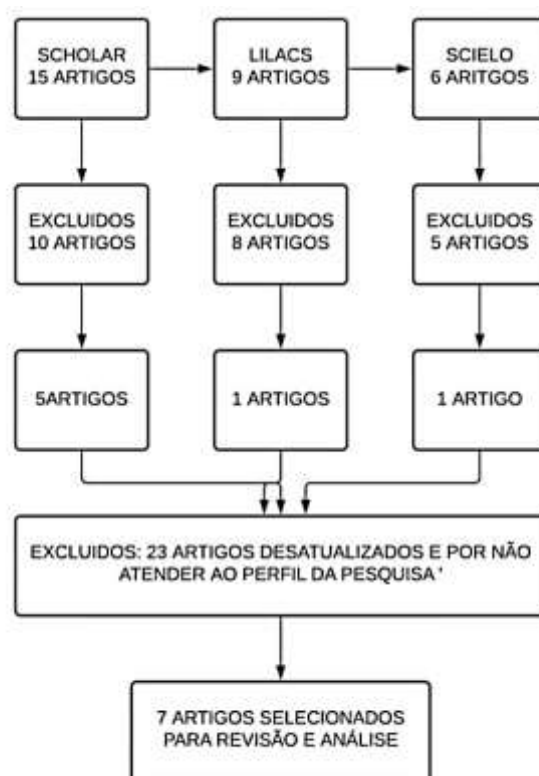 SCHOLAR
15 ARTIGOS
LILACS
9 ARTIGOS
SCIELO
6 ARITGOS
EXCLUIDOS
10 ARTIGOS
EXCLUIDOS
8 ARTIGOS
EXCLUIDOS
5 ARTIGOS
5ARTIGOS
1 ARTIGOS
1 ARTIGO
EXCLUIDOS: 23 ARTIGOS DESATUALIZADOS E POR NÃO
ATENDER AO PERFIL DA PESQUISA '
7 ARTIGOS SELECIONADOS
PARA REVISÃO E ANÁLISE